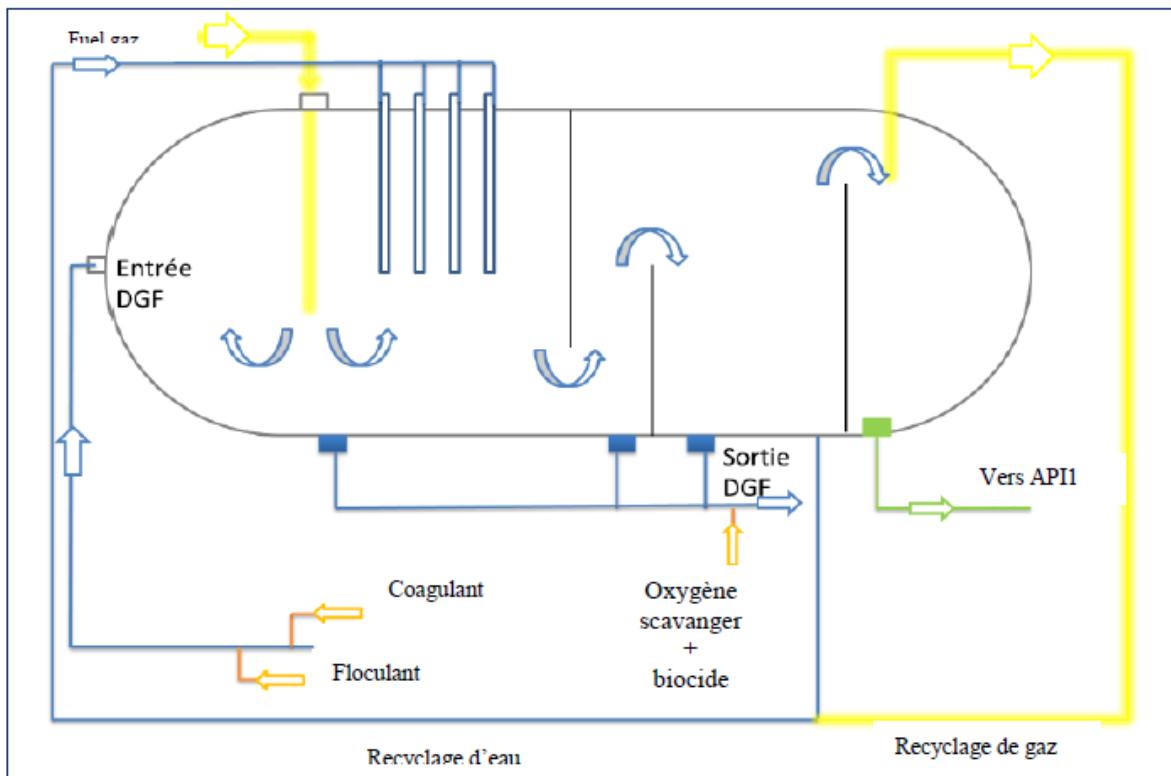 Fuel gaz
Entrée
DGF
Sortie
DGF
Vers API1
Coagulant
Floculant
Oxygène
scavanger
+
biocide
Recyclage d'eau
Recyclage de gaz